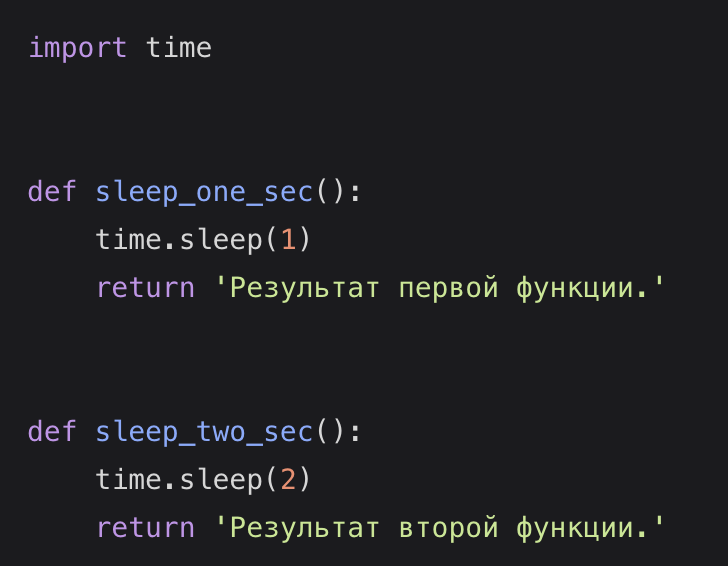 import time
def sleep_one_sec():
    time.sleep(1)
    return 'Результат первой функции.'
def sleep_two_sec():
    time.sleep(2)
    return 'Результат второй функции.'